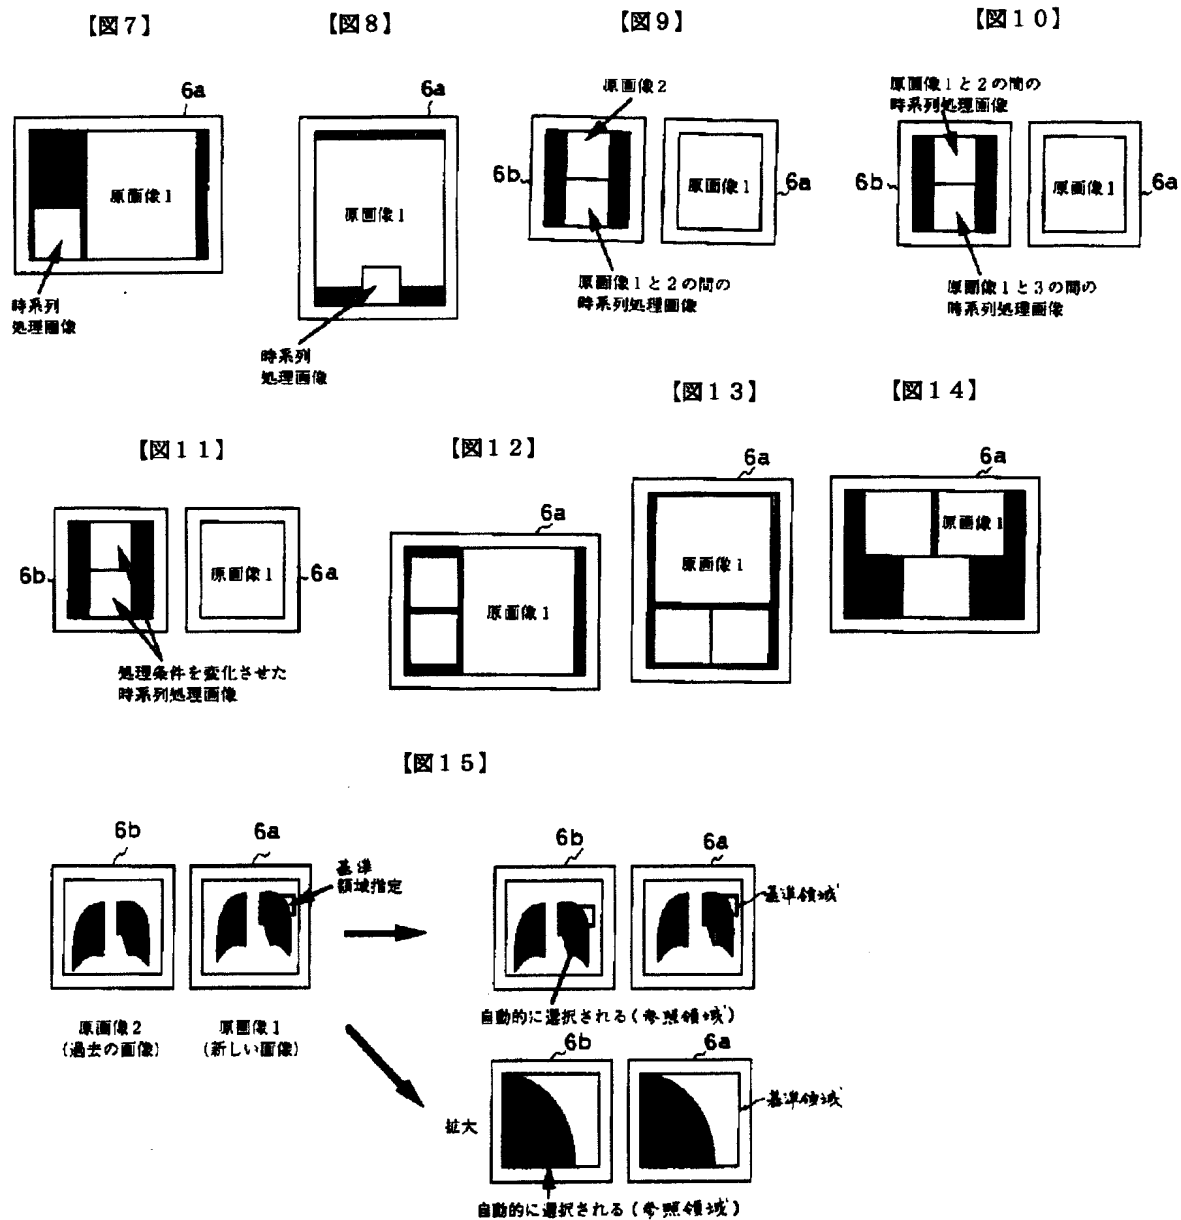 【図７】
【図８】
【図９】
【図１０】
6a
原画像1
時系列
処理画像
6a
原画像1
時系列
処理画像
原画像2
6b
原画像1
6a
原画像1と2の間の
時系列処理画像
原画像1と2の間の
時系列処理画像
6b
原画像1
6a
原画像1と3の間の
時系列処理画像
【図１１】
【図１２】
【図１３】
【図１４】
6b
原画像1
6a
処理条件を変化させた
時系列処理画像
6a
原画像1
6a
原画像1
6a
原画像1
【図１５】
6b
6a
基準
領域指定
原画像2
(過去の画像)
原画像1
(新しい画像)
6b
6a
基準領域
自動的に選択される(参照領域)
拡大
6b
6a
基準領域
自動的に選択される(参照領域)